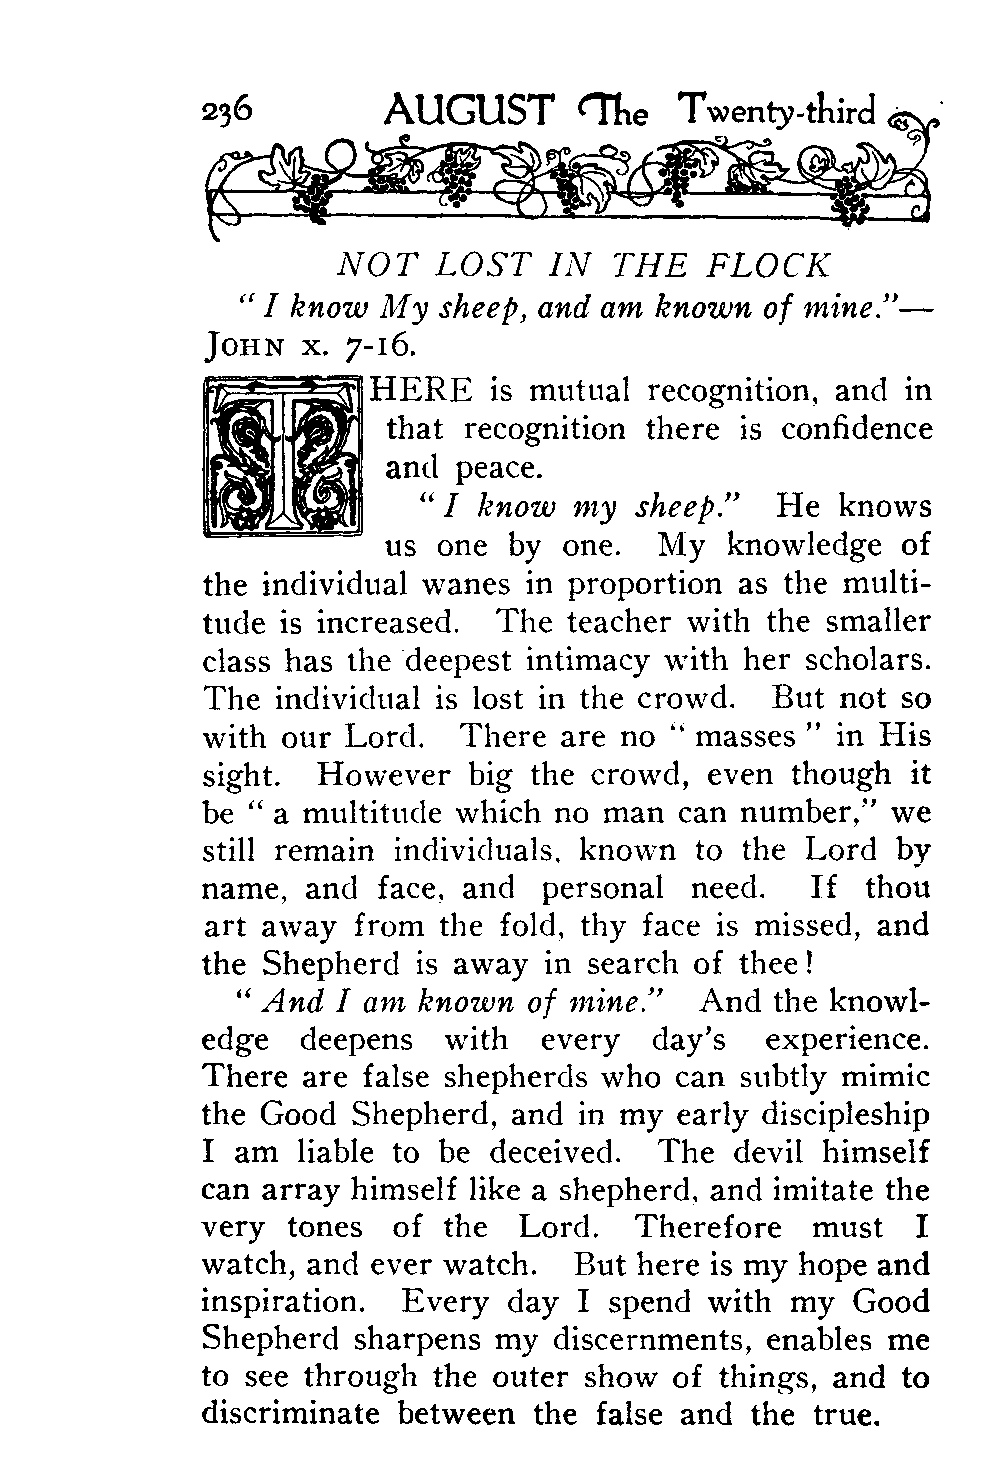 236 AUGUST The Twenty-third
NOT LOST IN THE FLOCK
" I know My sheep, and am known of mine."—
JOHN x. 7-16.
THERE is mutual recognition, and in
that recognition there is confidence
and peace.
" I know my sheep." He knows
us one by one. My knowledge of
the individual wanes in proportion as the multi-
tude is increased. The teacher with the smaller
class has the deepest intimacy with her scholars.
The individual is lost in the crowd. But not so
with our Lord. There are no " masses " in His
sight. However big the crowd, even though it
be " a multitude which no man can number," we
still remain individuals, known to the Lord by
name, and face, and personal need. If thou
art away from the fold, thy face is missed, and
the Shepherd is away in search of thee!
" And I am known of mine." And the knowl-
edge deepens with every day's experience.
There are false shepherds who can subtly mimic
the Good Shepherd, and in my early discipleship
I am liable to be deceived. The devil himself
can array himself like a shepherd, and imitate the
very tones of the Lord. Therefore must I
watch, and ever watch. But here is my hope and
inspiration. Every day I spend with my Good
Shepherd sharpens my discernments, enables me
to see through the outer show of things, and to
discriminate between the false and the true.